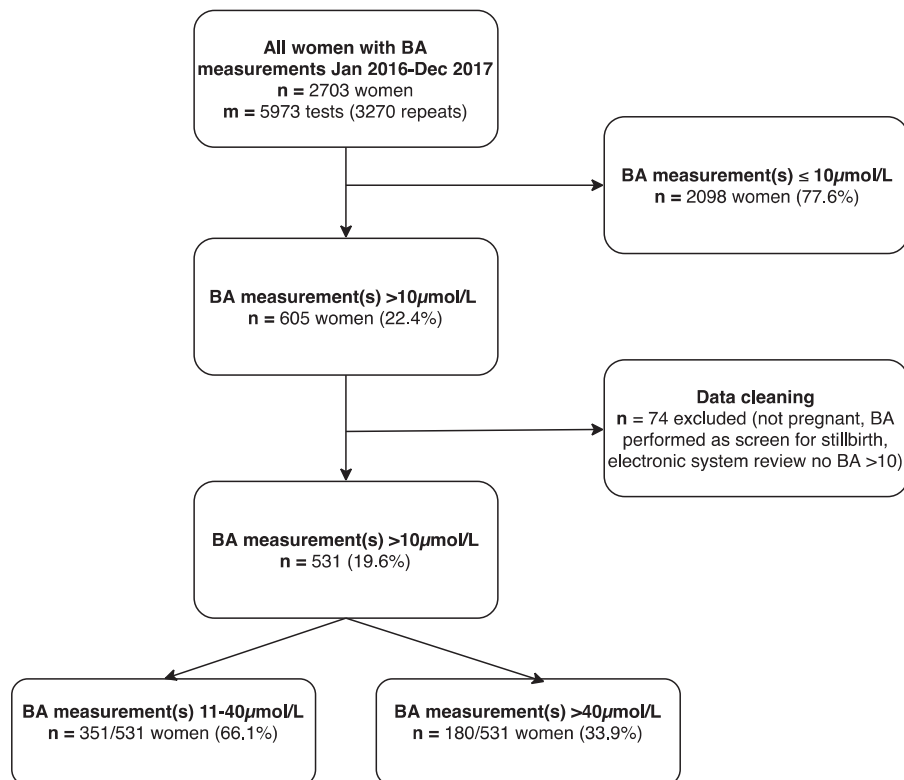 All women with BA
measurements Jan 2016-Dec 2017
n = 2703 women
m = 5973 tests (3270 repeats)
BA measurement(s) ≤ 10µmol/L
n = 2098 women (77.6%)
BA measurement(s) >10µmol/L
n = 605 women (22.4%)
Data cleaning
n = 74 excluded (not pregnant, BA
performed as screen for stillbirth,
electronic system review no BA >10)
BA measurement(s) >10µmol/L
n = 531 (19.6%)
BA measurement(s) 11-40µmol/L
n = 351/531 women (66.1%)
BA measurement(s) >40µmol/L
n = 180/531 women (33.9%)